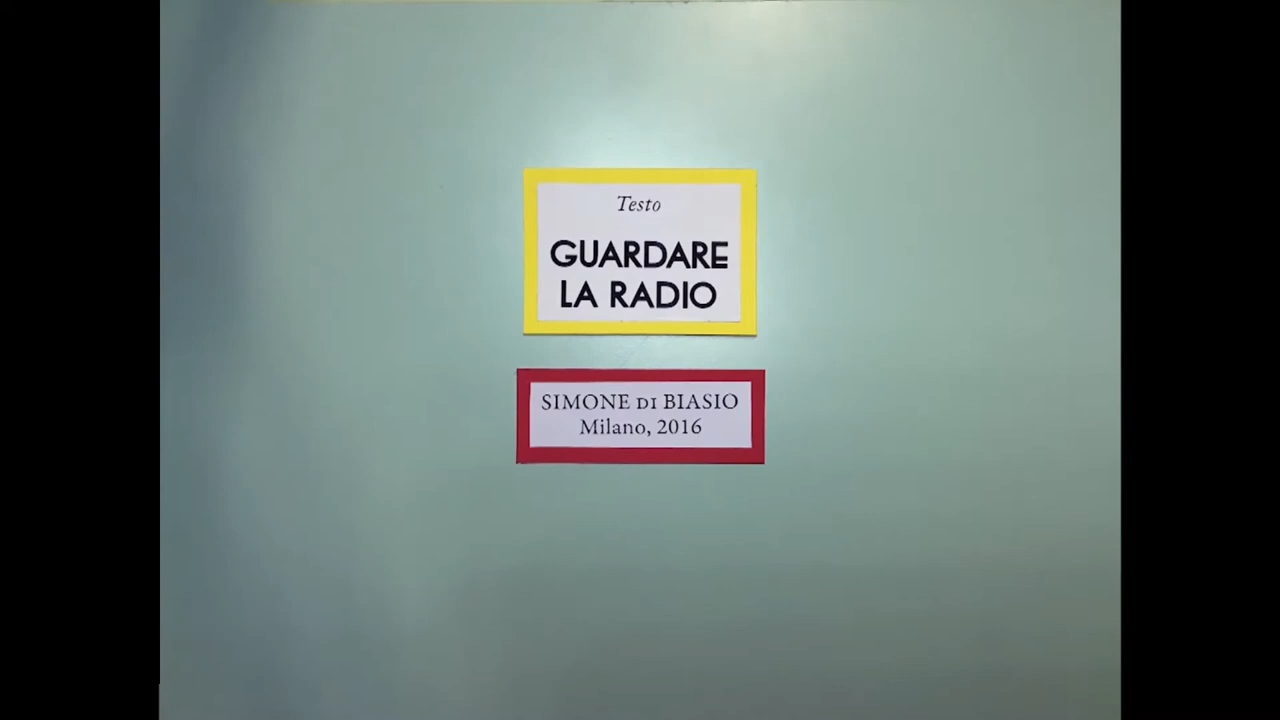 Testo
GUARDARE
LA RADIO
SIMONE DI BIASIO
Milano, 2016